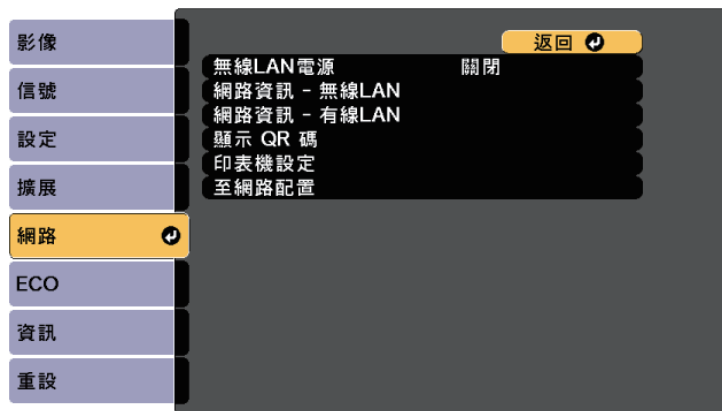 影像
信號
設定
擴展
網路
ECO
資訊
重設
返回
無線LAN電源 關閉
網路資訊 - 無線LAN
網路資訊 - 有線LAN
顯示 QR 碼
印表機設定
至網路配置